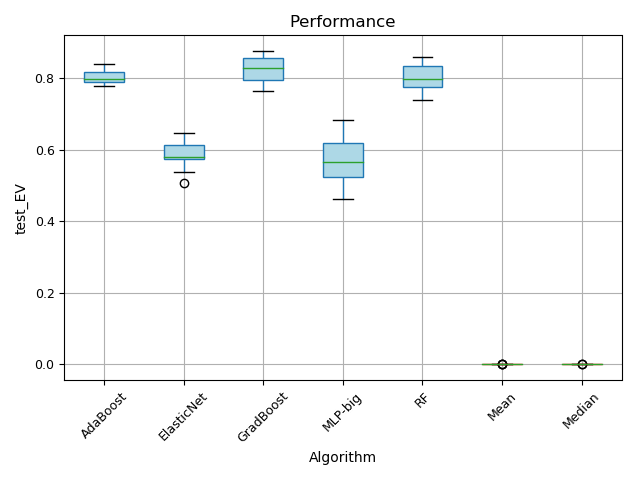 Performance
test_EV
0.8
0.6
0.4
0.2
0.0
AdaBoost
ElasticNet
GradBoost
MLP-big
RF
Mean
Median
Algorithm